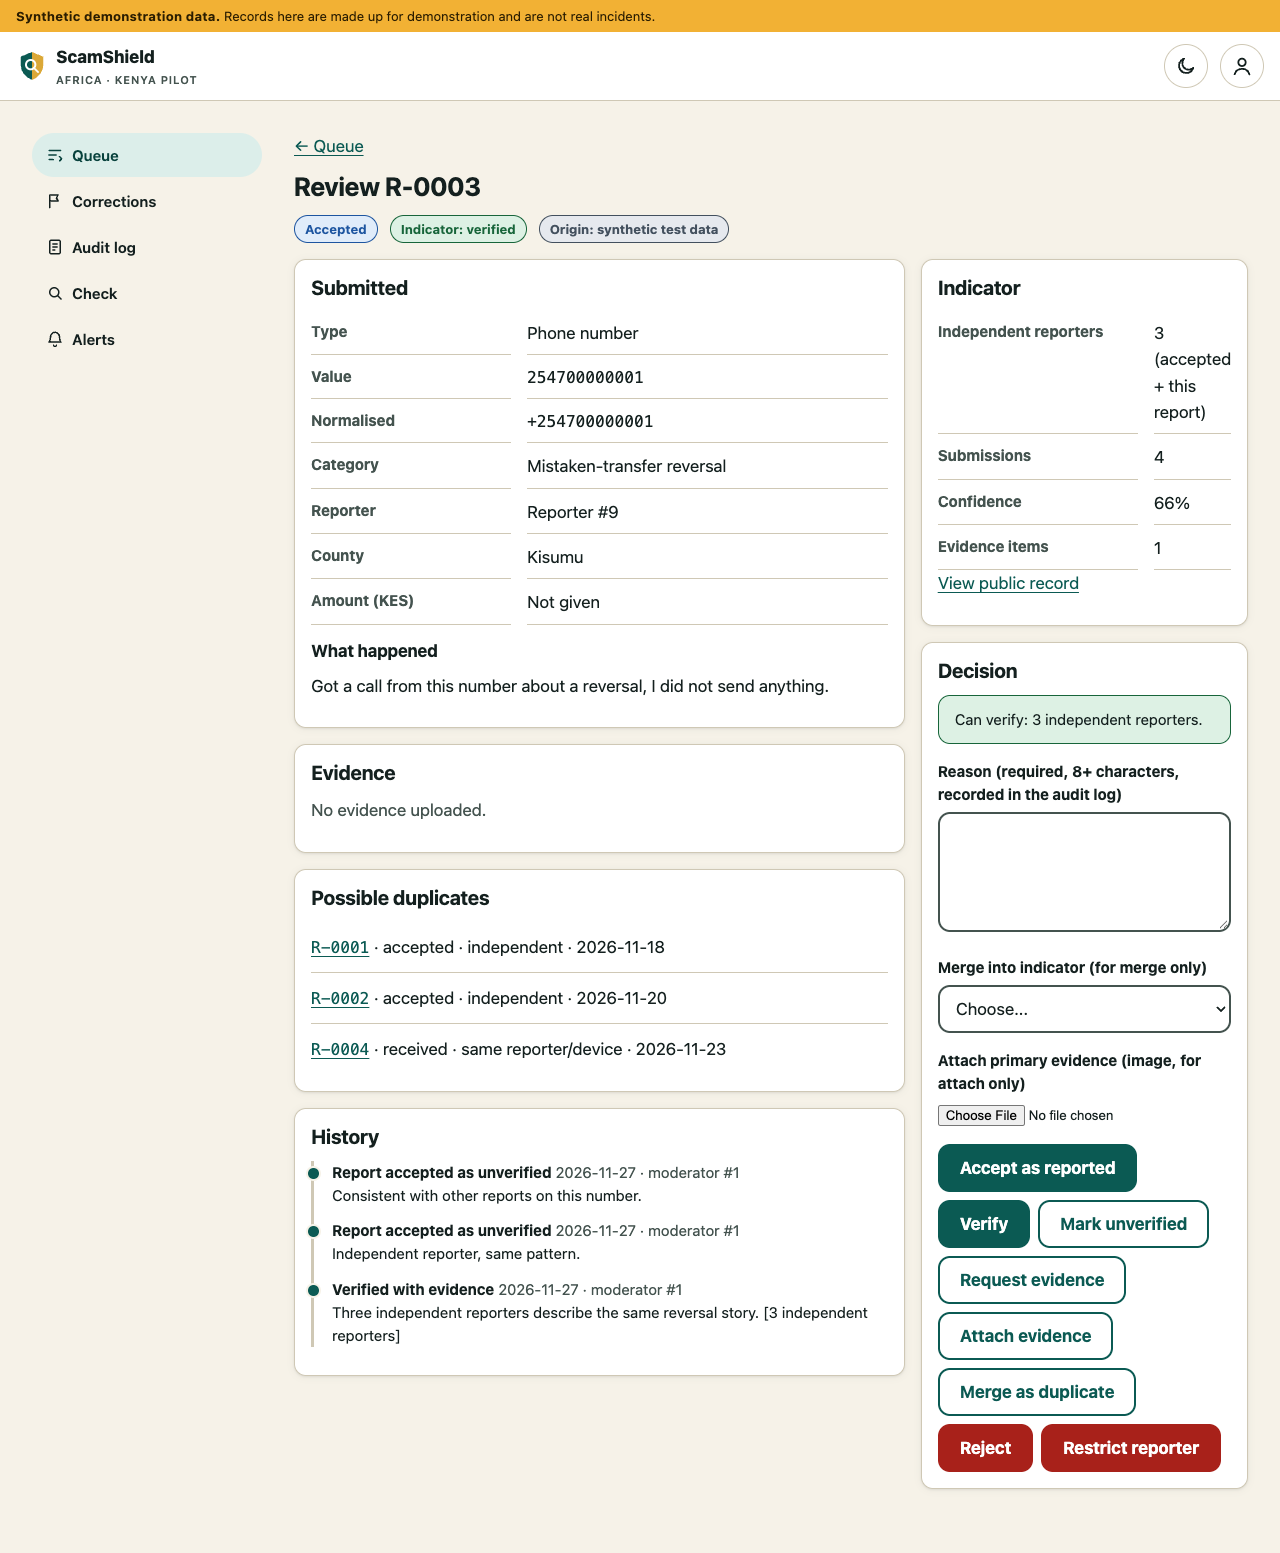 Synthetic demonstration data. Records here are made up for demonstration and are not real incidents.
ScamShield
AFRICA · KENYA PILOT
Queue
Corrections
Audit log
Check
Alerts
← Queue
Review R-0003
Accepted
Indicator: verified
Origin: synthetic test data
Submitted
Type
Phone number
Value
254700000001
Normalised
+254700000001
Category
Mistaken-transfer reversal
Reporter
Reporter #9
County
Kisumu
Amount (KES)
Not given
What happened
Got a call from this number about a reversal, I did not send anything.
Evidence
No evidence uploaded.
Possible duplicates
R-0001 · accepted · independent · 2026-11-18
R-0002 · accepted · independent · 2026-11-20
R-0004 · received · same reporter/device · 2026-11-23
History
Report accepted as unverified 2026-11-27 · moderator #1
Consistent with other reports on this number.
Report accepted as unverified 2026-11-27 · moderator #1
Independent reporter, same pattern.
Verified with evidence 2026-11-27 · moderator #1
Three independent reporters describe the same reversal story. [3 independent
reporters]
Indicator
Independent reporters
3
(accepted
+ this
report)
Submissions
4
Confidence
66%
Evidence items
1
View public record
Decision
Can verify: 3 independent reporters.
Reason (required, 8+ characters,
recorded in the audit log)
Merge into indicator (for merge only)
Choose...
Attach primary evidence (image, for
attach only)
Choose File No file chosen
Accept as reported
Verify
Mark unverified
Request evidence
Attach evidence
Merge as duplicate
Reject
Restrict reporter